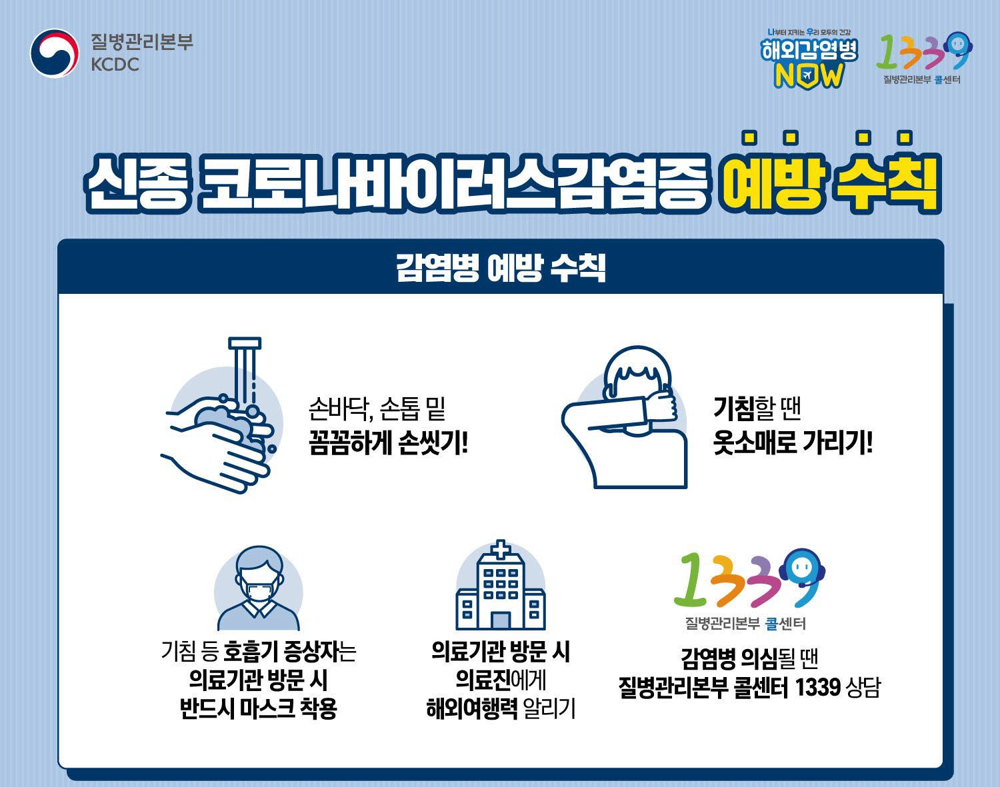 질병관리본부
KCDC
나부터 지키는 우리 모두의 건강
해외감염병
NOW
1339
질병관리본부 콜센터
신종 코로나바이러스감염증 예방 수칙
감염병 예방 수칙
손바닥, 손톱 밑
꼼꼼하게 손씻기!
기침할 땐
옷소매로 가리기!
기침 등 호흡기 증상자는
의료기관 방문 시
반드시 마스크 착용
의료기관 방문 시
의료진에게
해외여행력 알리기
1339
질병관리본부 콜센터
감염병 의심될 땐
질병관리본부 콜센터 1339 상담